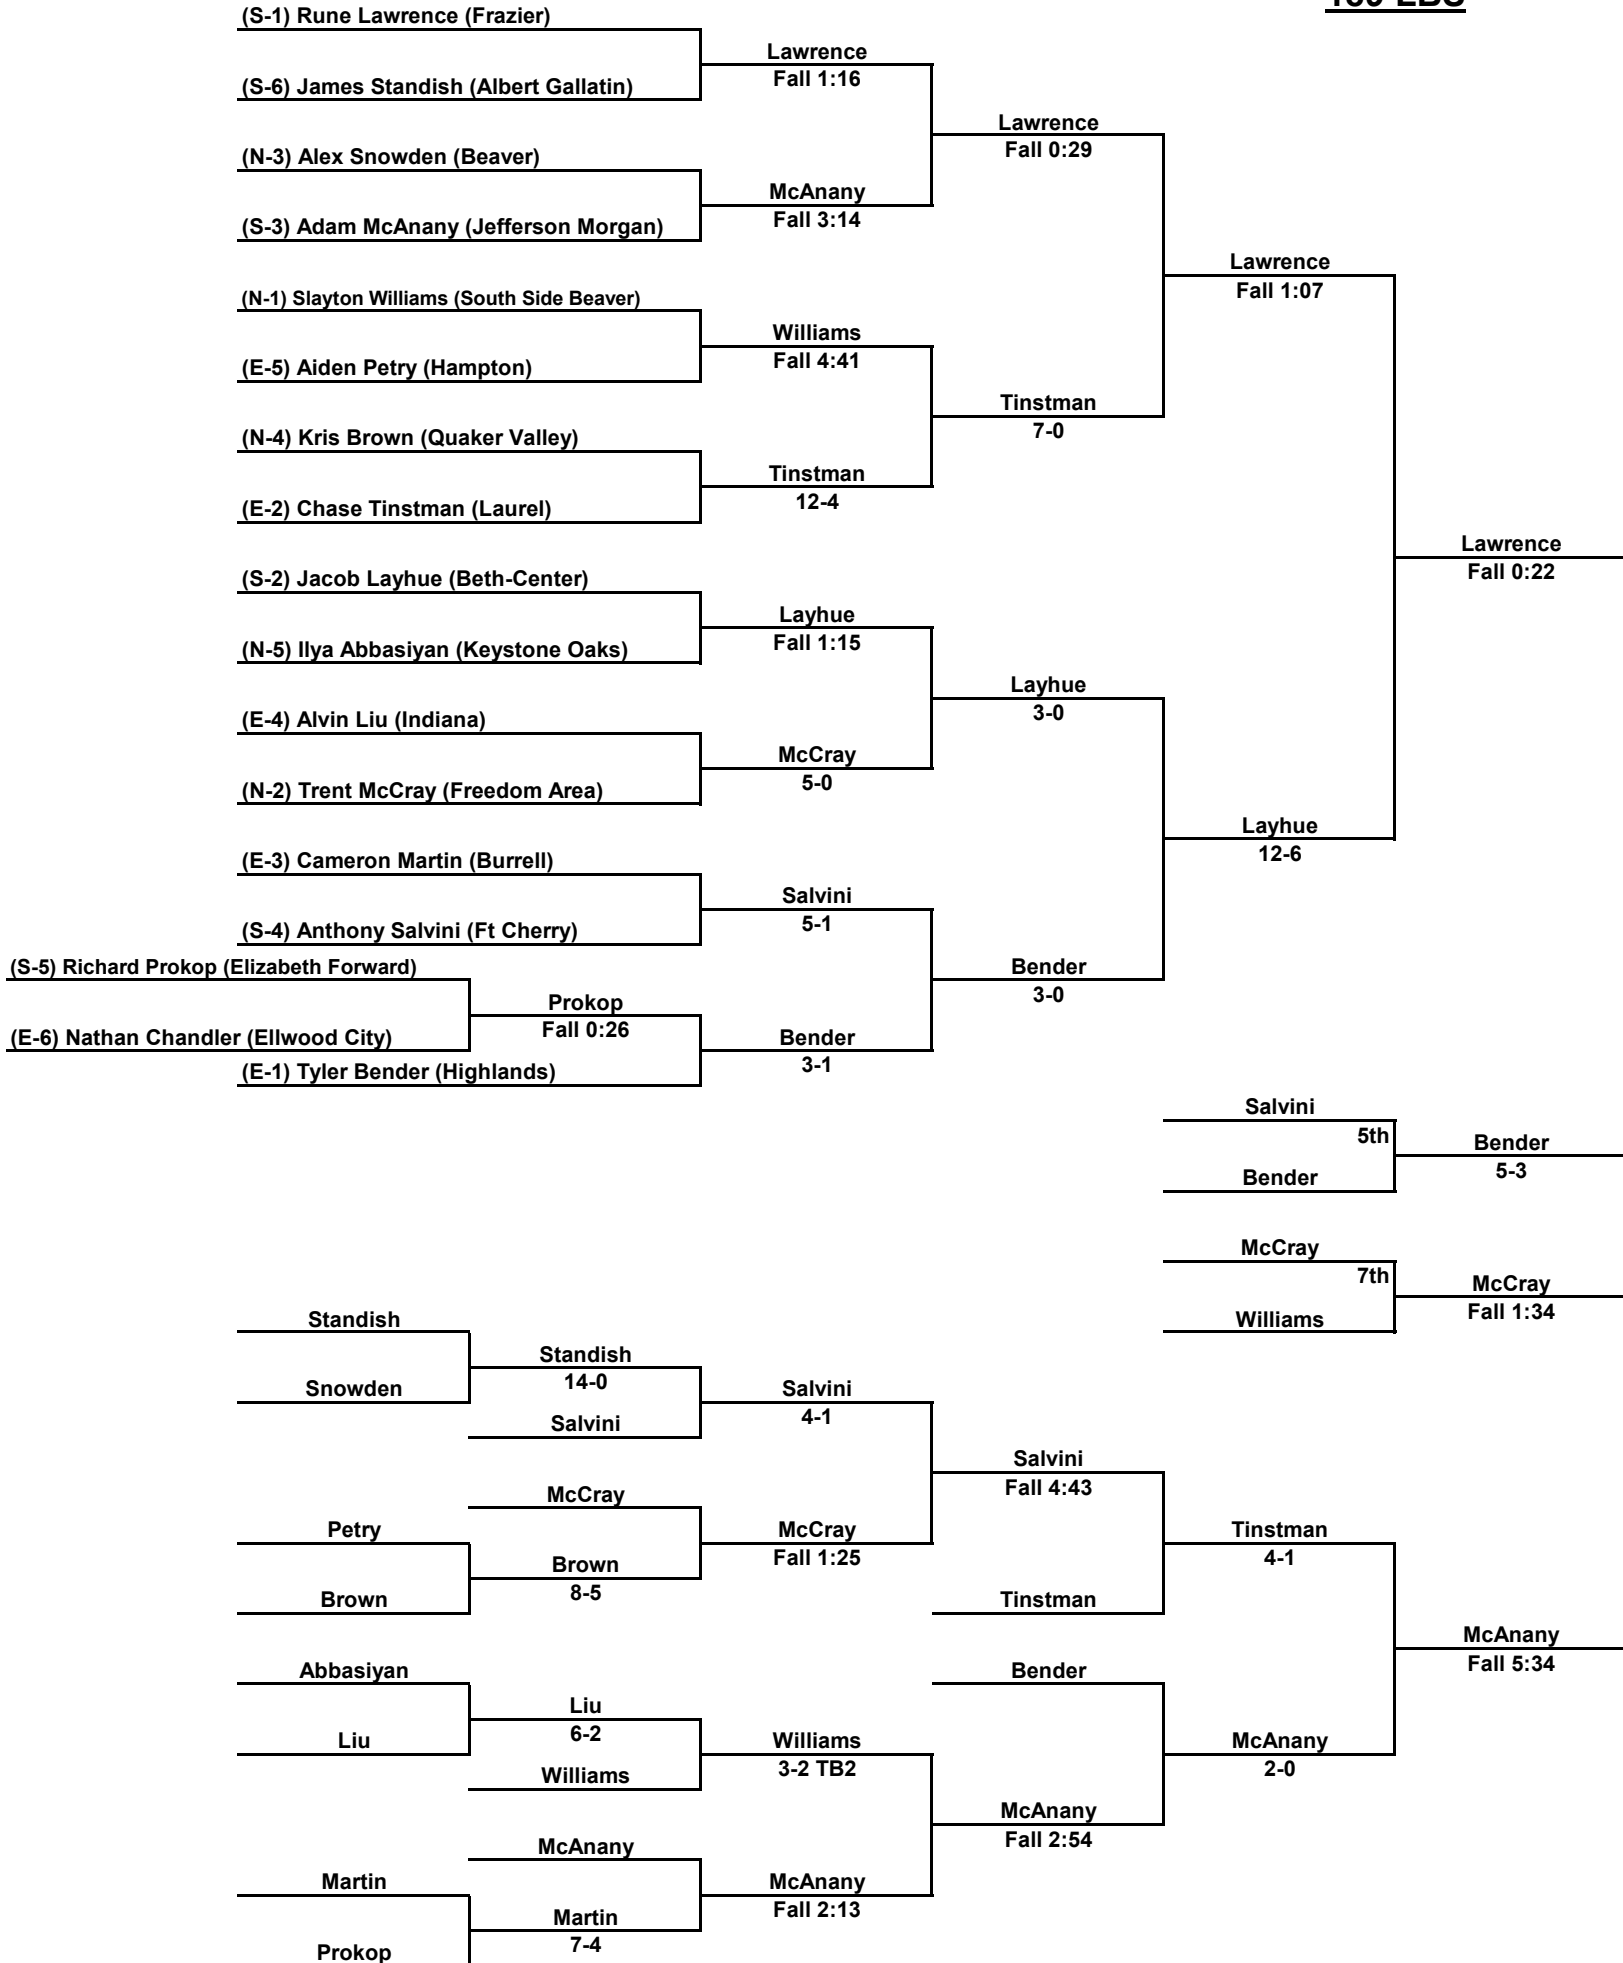 (S-1) Rune Lawrence (Frazier)
Lawrence
Fall 1:16
(S-6) James Standish (Albert Gallatin)
Lawrence
Fall 0:29
(N-3) Alex Snowden (Beaver)
McAnany
Fall 3:14
(S-3) Adam McAnany (Jefferson Morgan)
Lawrence
Fall 1:07
(N-1) Slayton Williams (South Side Beaver)
Williams
Fall 4:41
(E-5) Aiden Petry (Hampton)
Tinstman
7-0
(N-4) Kris Brown (Quaker Valley)
Tinstman
12-4
(E-2) Chase Tinstman (Laurel)
Lawrence
Fall 0:22
(S-2) Jacob Layhue (Beth-Center)
Layhue
Fall 1:15
(N-5) Ilya Abbasiyan (Keystone Oaks)
Layhue
3-0
(E-4) Alvin Liu (Indiana)
McCray
5-0
(N-2) Trent McCray (Freedom Area)
Layhue
12-6
(E-3) Cameron Martin (Burrell)
Salvini
5-1
(S-4) Anthony Salvini (Ft Cherry)
(S-5) Richard Prokop (Elizabeth Forward)
Bender
3-0
Prokop
Fall 0:26
(E-6) Nathan Chandler (Ellwood City)
Bender
3-1
(E-1) Tyler Bender (Highlands)
Salvini
5th
Bender
5-3
Bender
McCray
7th
McCray
Fall 1:34
Williams
Standish
Standish
14-0
Snowden
Salvini
4-1
Salvini
Salvini
Fall 4:43
McCray
Petry
McCray
Fall 1:25
Tinstman
4-1
Brown
8-5
Brown
Tinstman
McAnany
Fall 5:34
Abbasiyan
Bender
Liu
6-2
Liu
Williams
3-2 TB2
McAnany
2-0
Williams
McAnany
Fall 2:54
McAnany
Martin
McAnany
Fall 2:13
Martin
7-4
Prokop